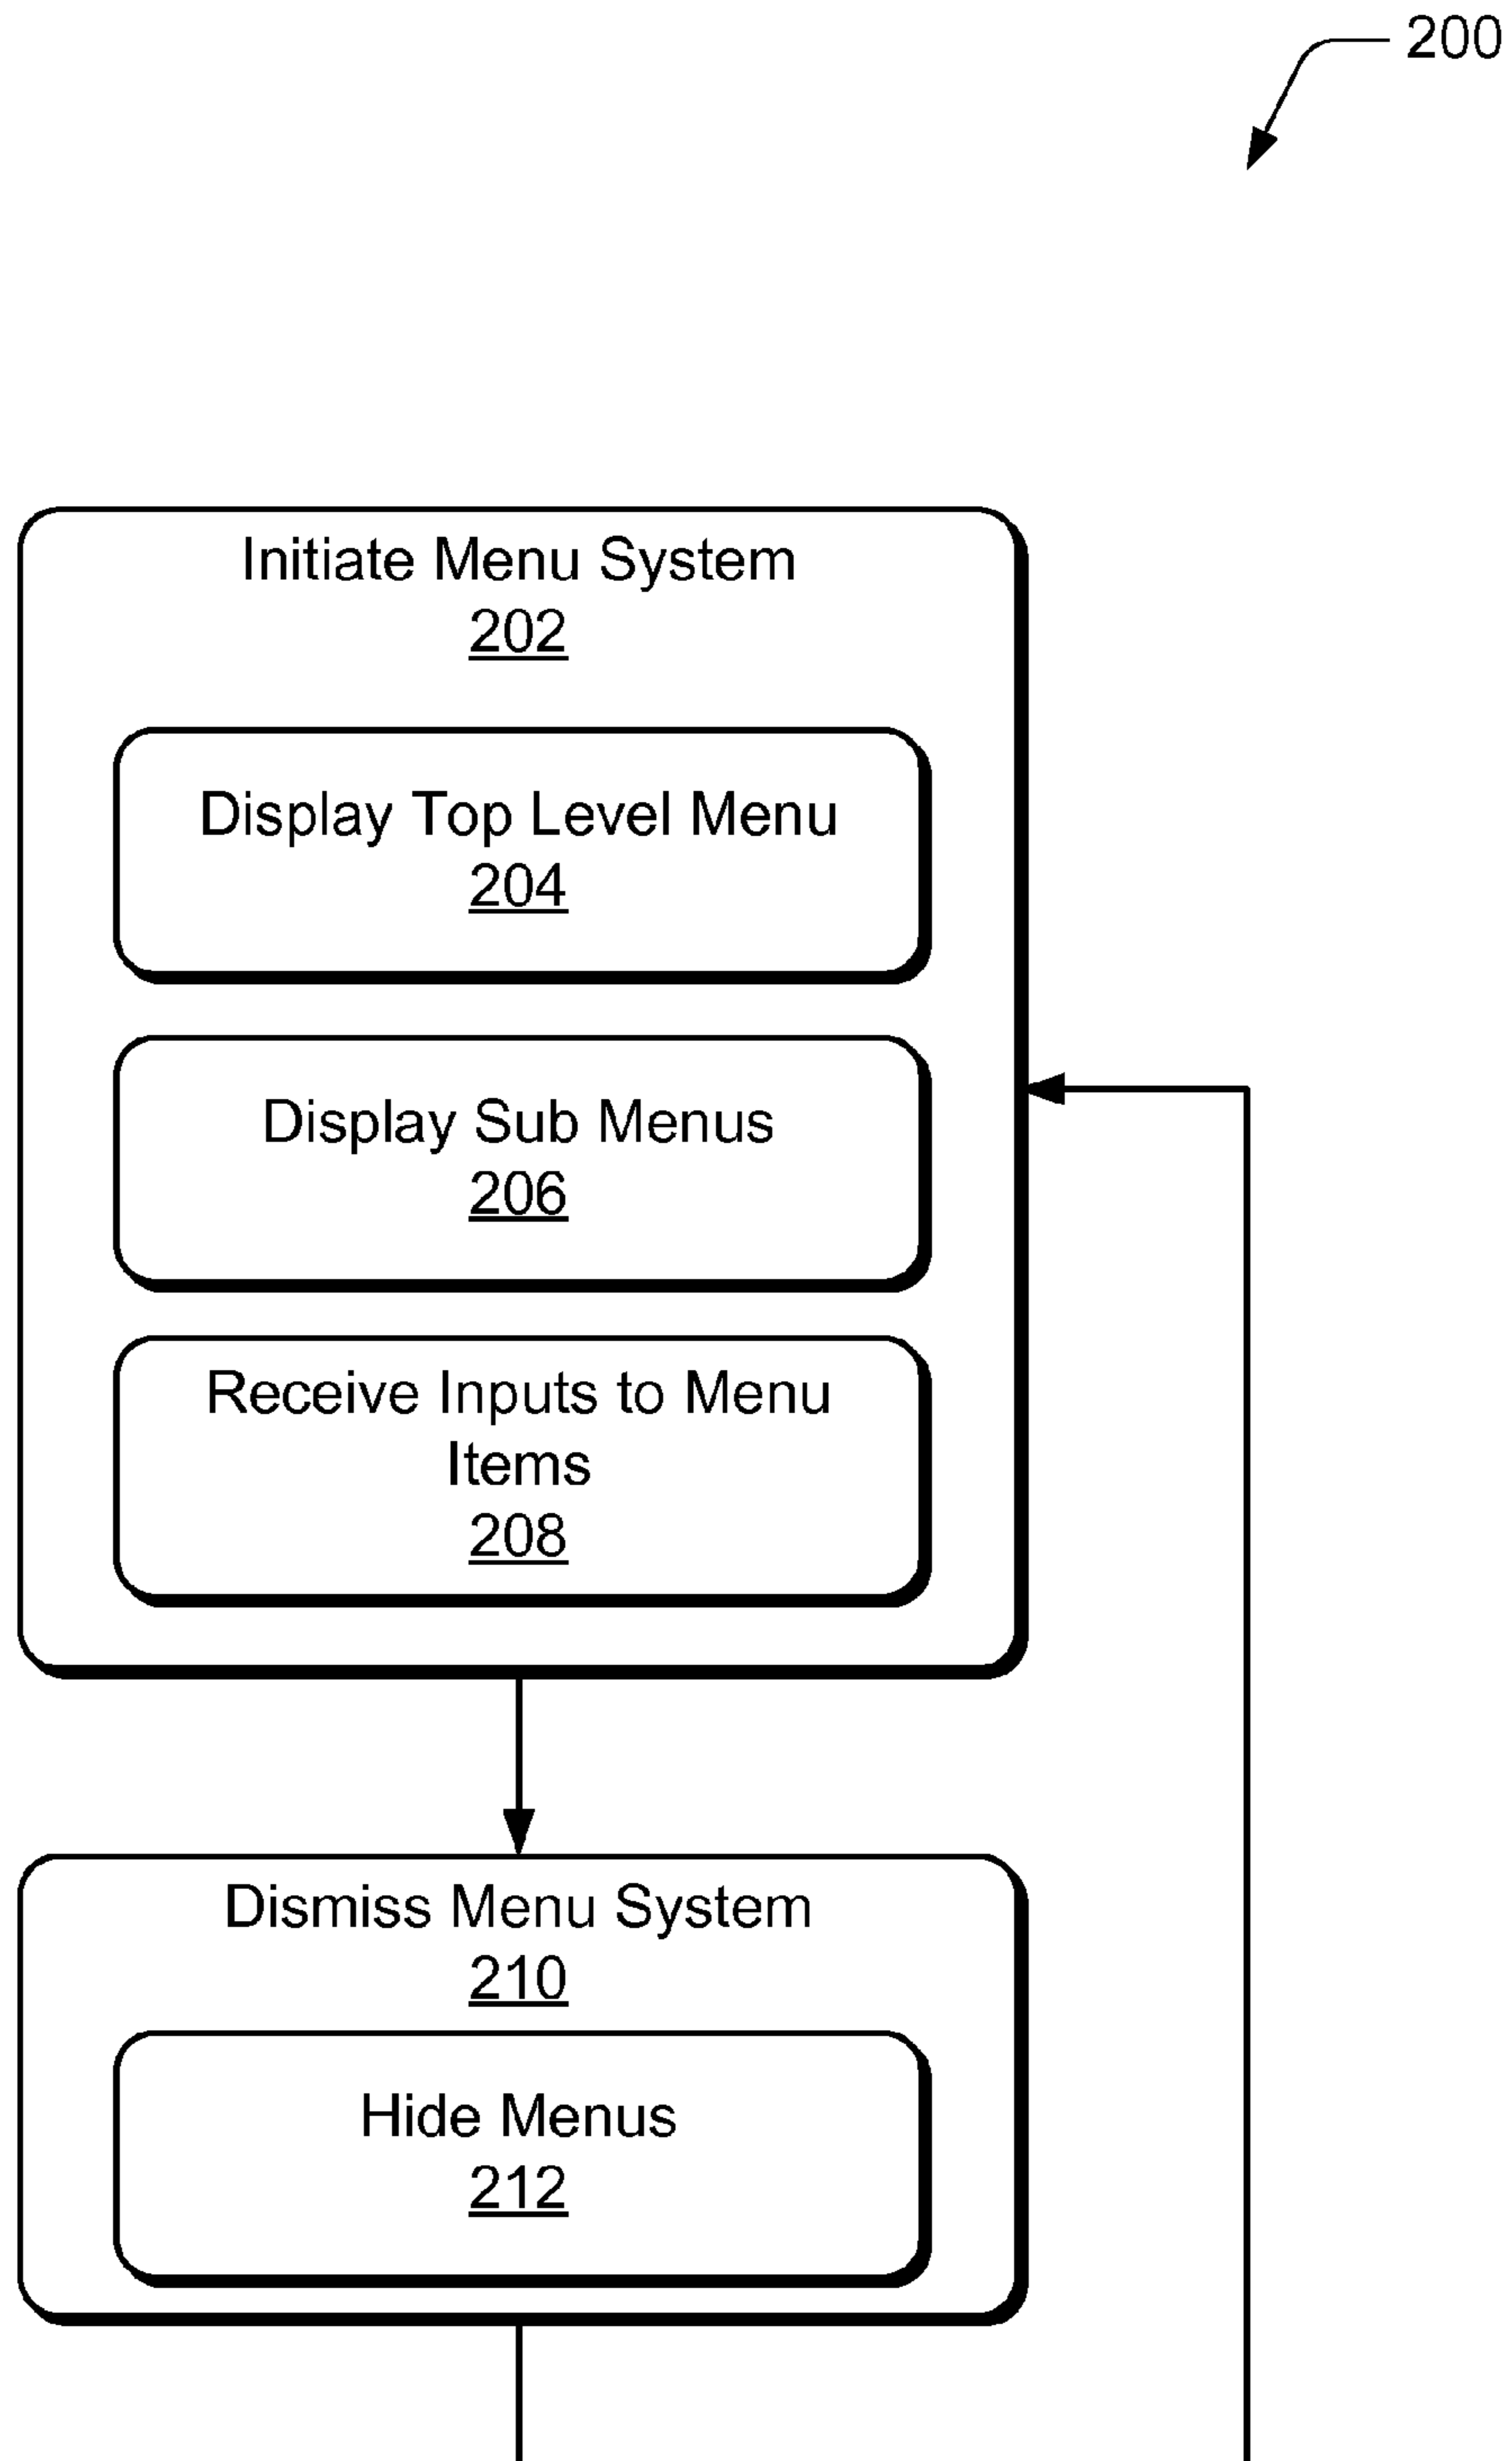 200
Initiate Menu System
202
Display Top Level Menu
204
Display Sub Menus
206
Receive Inputs to Menu
Items
208
Dismiss Menu System
210
Hide Menus
212